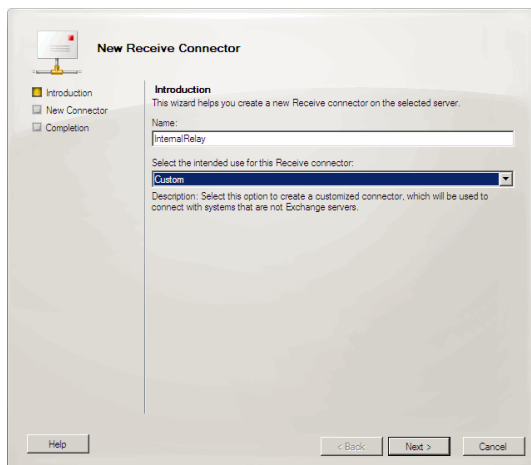 New Receive Connector
Introduction
New Connector
Completion
Introduction
This wizard helps you create a new Receive connector on the selected server.
Name:
InternalRelay
Select the intended use for this Receive connector:
Custom
Description: Select this option to create a customized connector, which will be used to
connect with systems that are not Exchange servers.
Help
< Back
Next >
Cancel